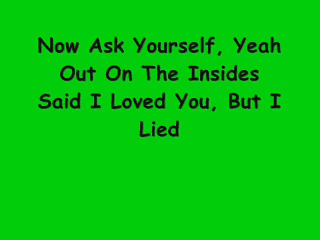 Now Ask Yourself, Yeah
Out On The Insides
Said I Loved You, But I
Lied